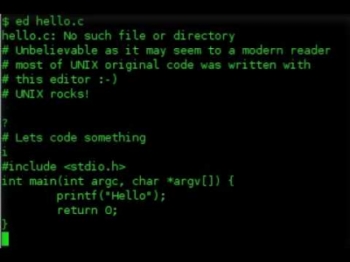 $ ed hello.c
hello.c: No such file or directory
# Unbelievable as it may seem to a modern reader
# most of UNIX original code was written with
# this editor :-)
# UNIX rocks!
?
# Lets code something
i
#include <stdio.h>
int main(int argc, char *argv[]) {
        printf("Hello");
        return 0;
}